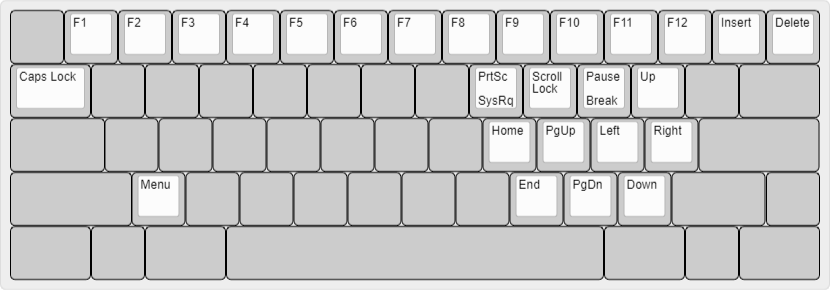 F1 F2 F3 F4 F5 F6 F7 F8 F9 F10 F11 F12 Insert Delete
Caps Lock PrtSc Scroll Pause Up
Lock
SysRq Break
Home PgUp Left Right
Menu End PgDn Down